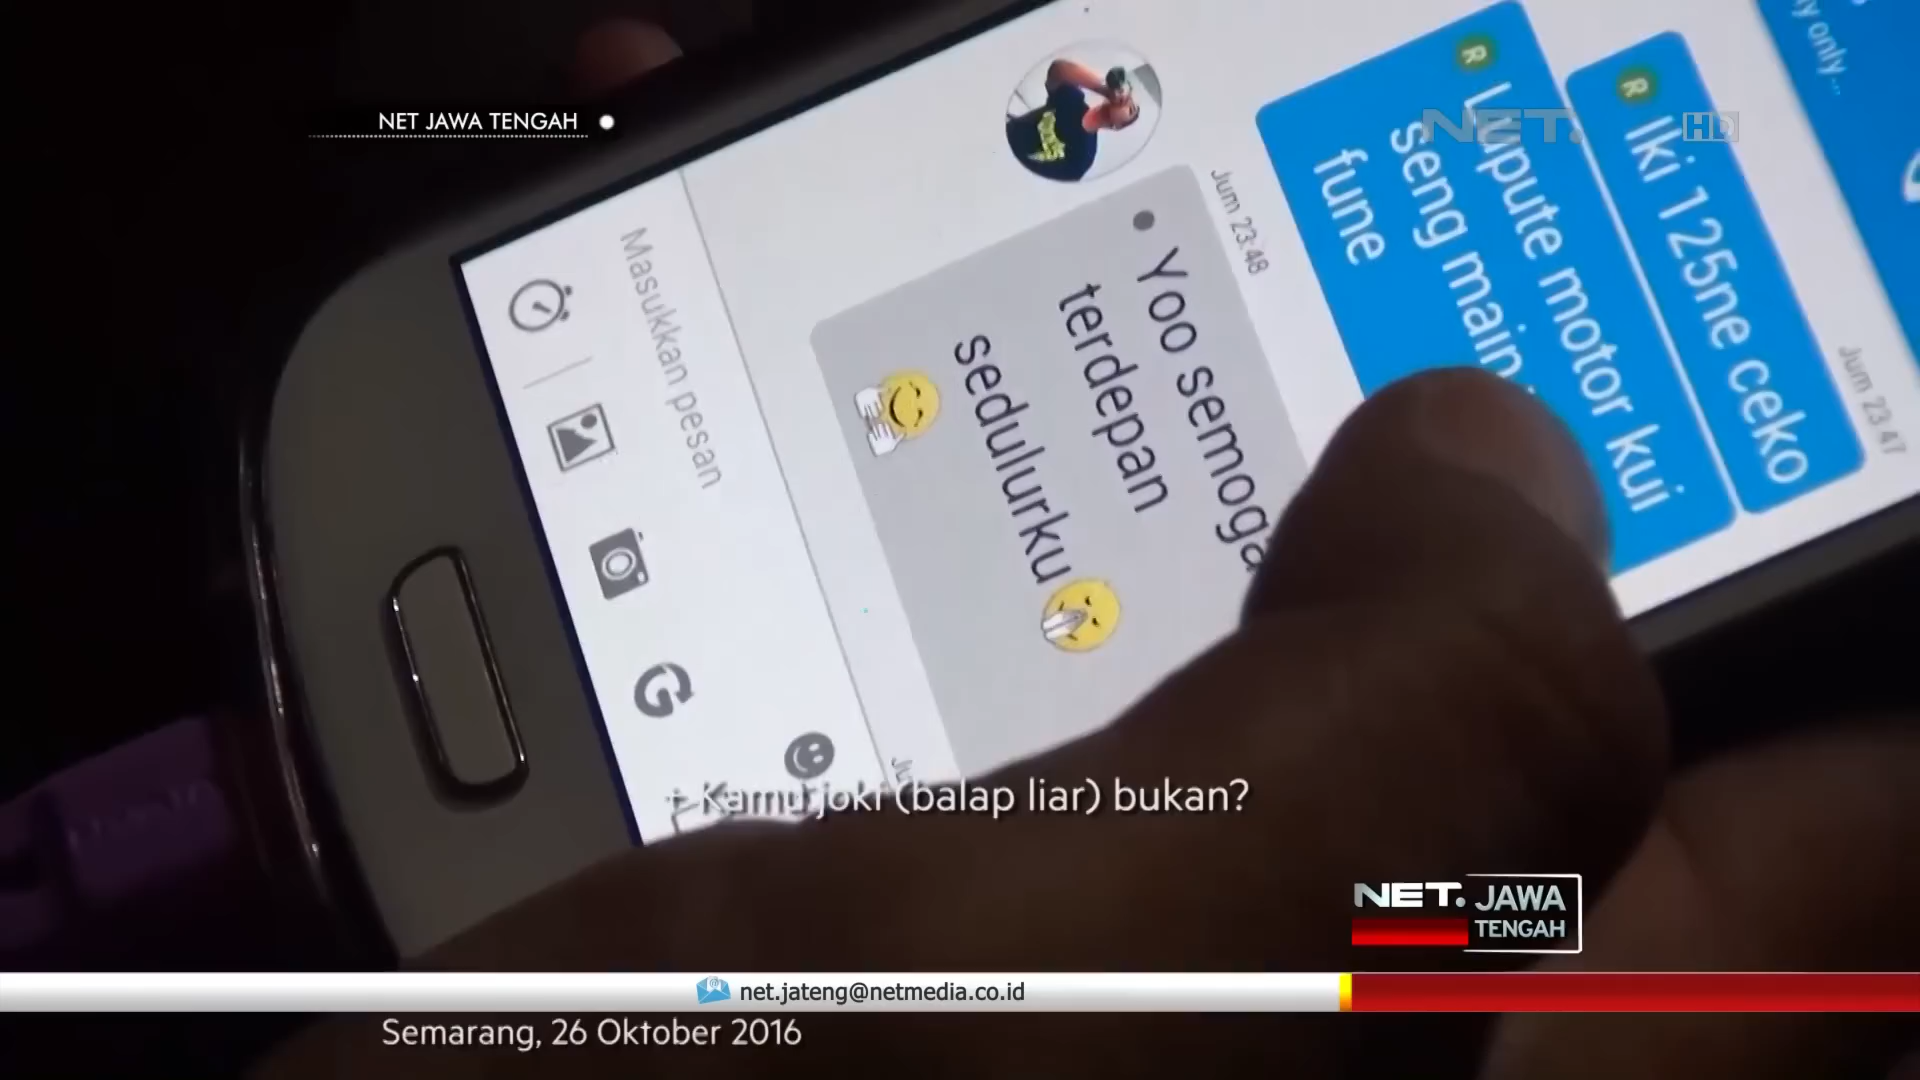 NET JAWA TENGAH
NET. HD
Jum 23:47
R Iki 125ne ceko
R
motor kui
seng main
fune
Jum 23:48
Yoo semoga
terdepan
sedulurku
Masukkan pesan
+ Kamu joki (balap liar) bukan?
NET. JAWA
TENGAH
net.jateng@netmedia.co.id
Semarang, 26 Oktober 2016